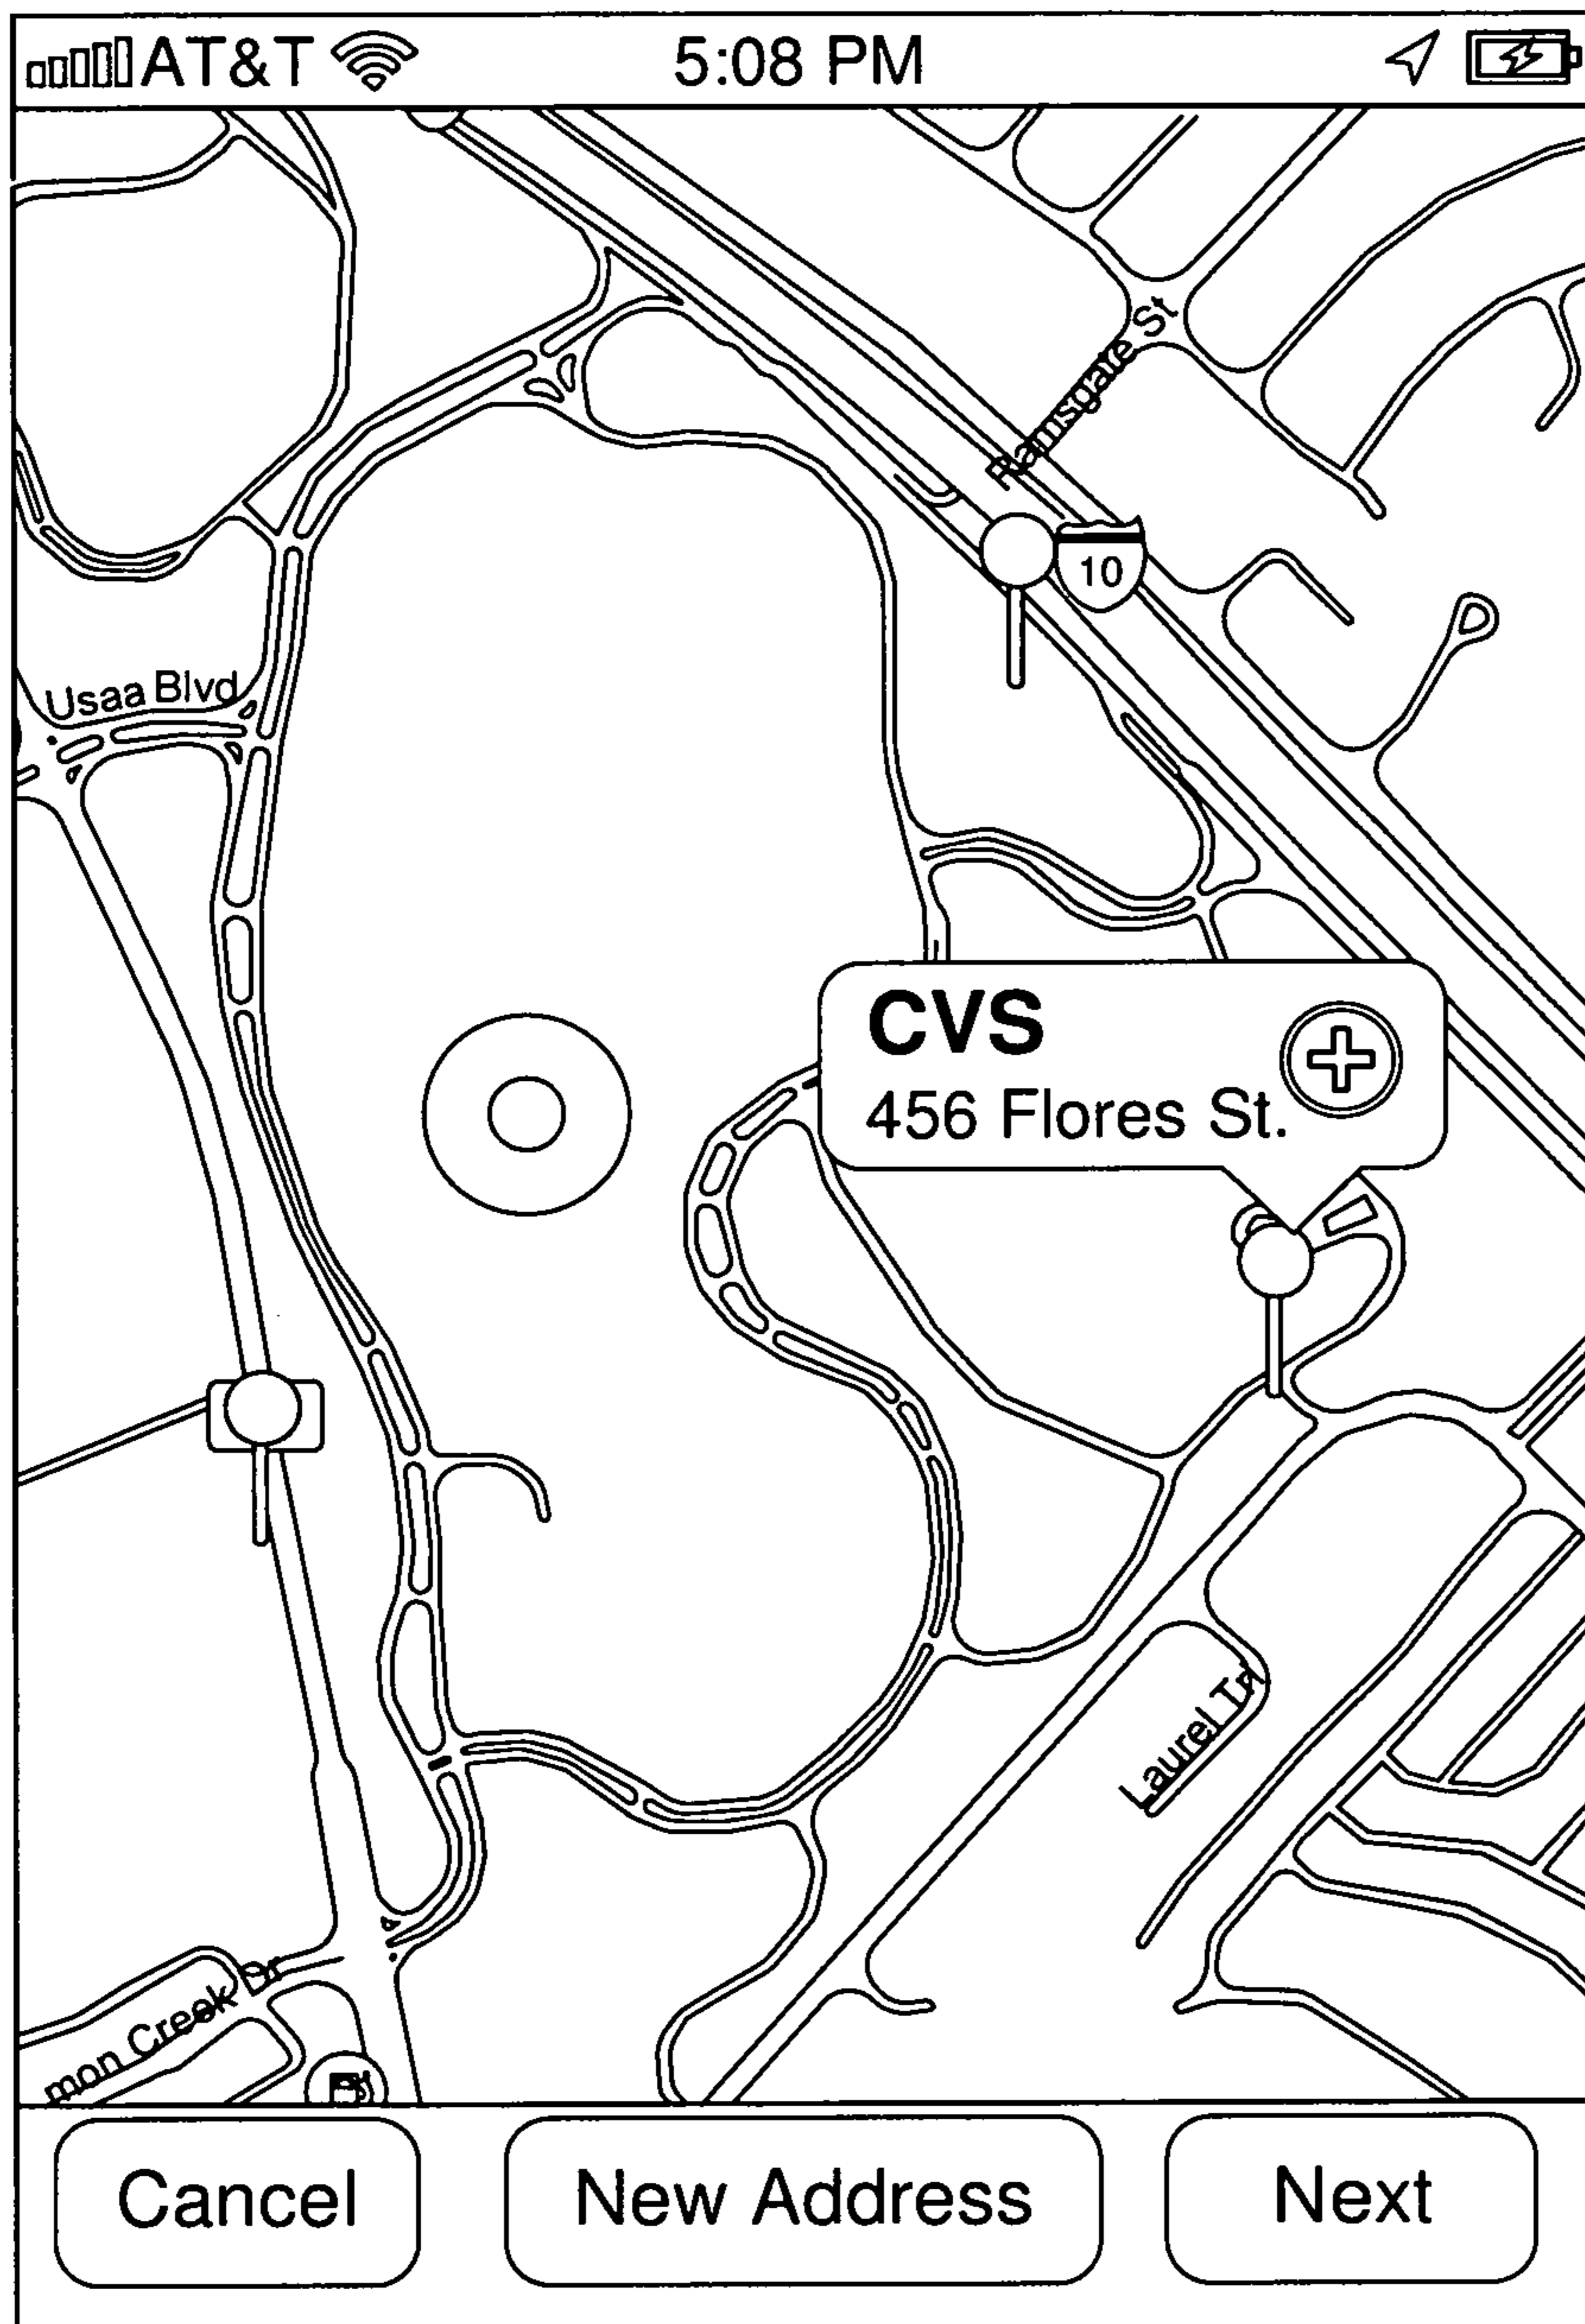 AT&T 5:08 PM
Ramsgate St
10
Usaa Blvd
CVS
456 Flores St.
Laurel Ln
mon Creek Dr
Cancel New Address Next